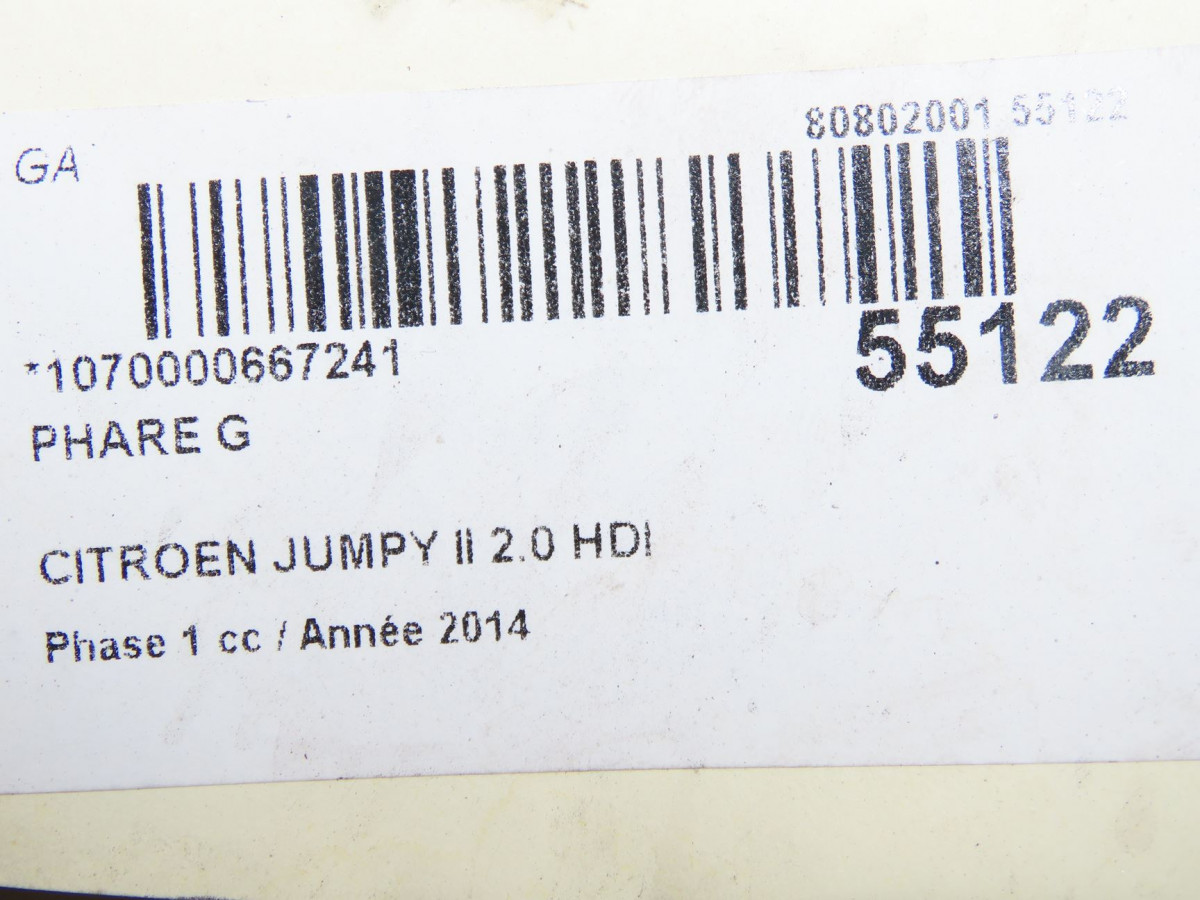 80802001 55122
GA
55122
*1070000667241
PHARE G
CITROEN JUMPY II 2.0 HDI
Phase 1 cc / Année 2014